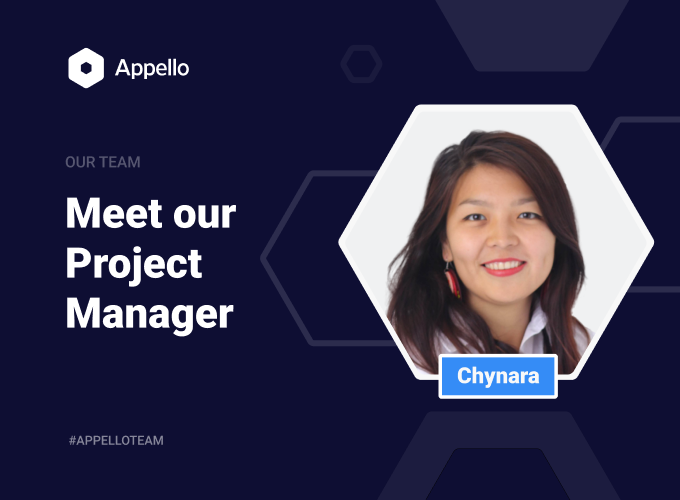 Appello
OUR TEAM
Meet our
Project
Manager
Chynara
#APPELLOTEAM